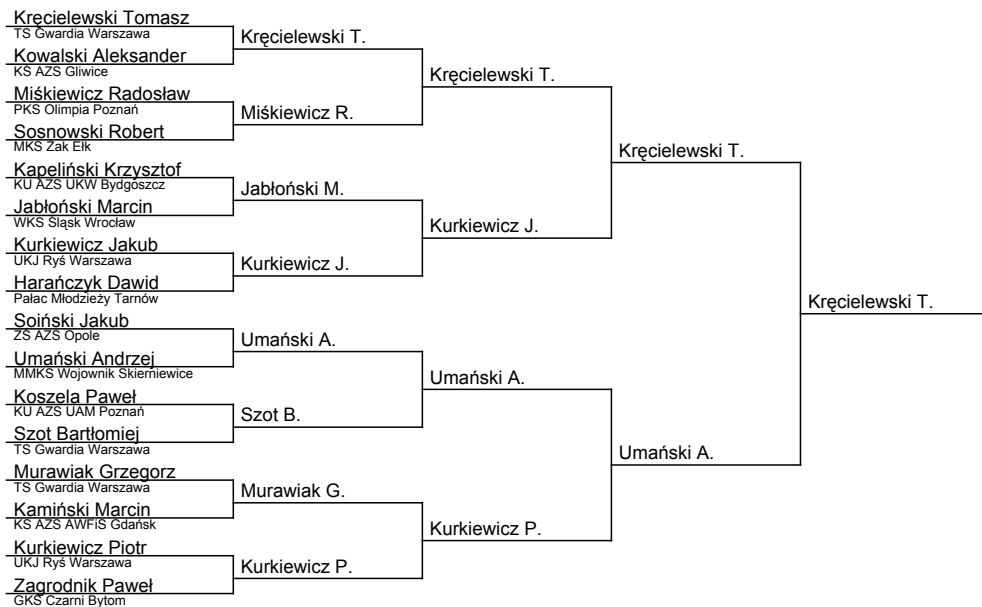 Kręcielewski Tomasz
TS Gwardia Warszawa
Kowalski Aleksander
KS AZS Gliwice
Miśkiewicz Radosław
PKS Olimpia Poznań
Sosnowski Robert
MKS Żak Ełk
Kapeliński Krzysztof
KU AZS UKW Bydgoszcz
Jabłoński Marcin
WKS Śląsk Wrocław
Kurkiewicz Jakub
UKJ Ryś Warszawa
Harańczyk Dawid
Pałac Młodzieży Tarnów
Soiński Jakub
ZS AZS Opole
Umański Andrzej
MMKS Wojownik Skierniewice
Koszela Paweł
KU AZS UAM Poznań
Szot Bartłomiej
TS Gwardia Warszawa
Murawiak Grzegorz
TS Gwardia Warszawa
Kamiński Marcin
KS AZS AWFiS Gdańsk
Kurkiewicz Piotr
UKJ Ryś Warszawa
Zagrodnik Paweł
GKS Czarni Bytom
Kręcielewski T.
Miśkiewicz R.
Jabłoński M.
Kurkiewicz J.
Umański A.
Szot B.
Murawiak G.
Kurkiewicz P.
Kręcielewski T.
Kurkiewicz J.
Umański A.
Kurkiewicz P.
Kręcielewski T.
Umański A.
Kręcielewski T.